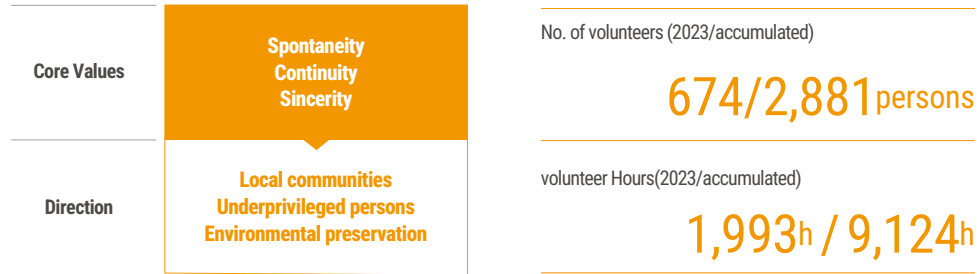 Core Values
Spontaneity
Continuity
Sincerity
Direction
Local communities
Underprivileged persons
Environmental preservation
No. of volunteers (2023/accumulated)
674/2,881persons
volunteer Hours(2023/accumulated)
1,993h / 9,124h